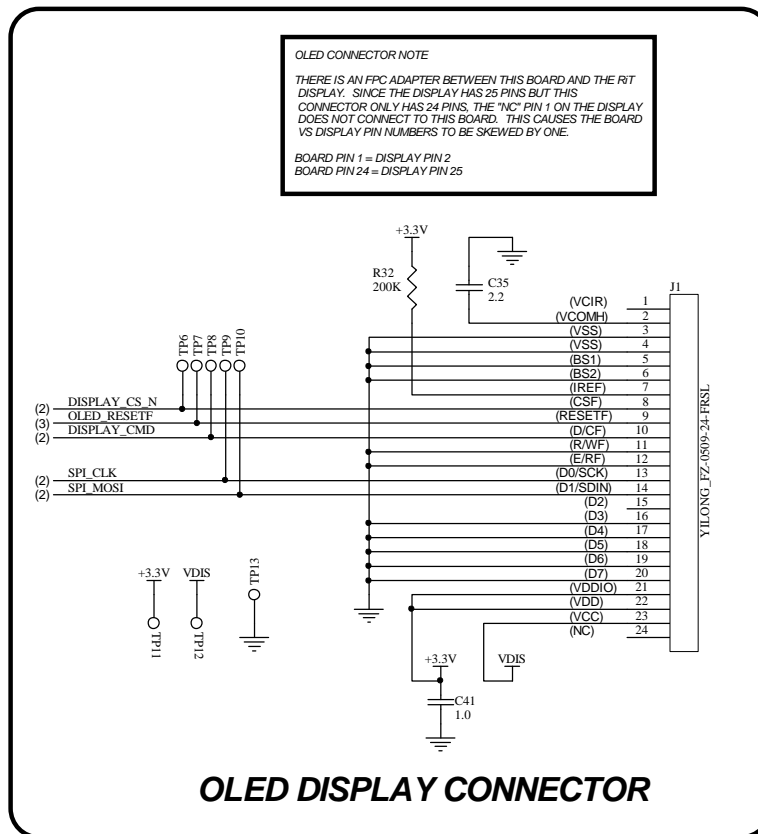 OLED CONNECTOR NOTE
THERE IS AN FPC ADAPTER BETWEEN THIS BOARD AND THE RiT
DISPLAY. SINCE THE DISPLAY HAS 25 PINS BUT THIS
CONNECTOR ONLY HAS 24 PINS, THE "NC" PIN 1 ON THE DISPLAY
DOES NOT CONNECT TO THIS BOARD. THIS CAUSES THE BOARD
VS DISPLAY PIN NUMBERS TO BE SKEWED BY ONE.
BOARD PIN 1 = DISPLAY PIN 2
BOARD PIN 24 = DISPLAY PIN 25
+3.3V
R32
200K
C35
2.2
J1
(VCIR) 1
(VCOMH) 2
(VSS) 3
(VSS) 4
(BS1) 5
(BS2) 6
(IREF) 7
(CSF) 8
(RESETF) 9
(D/CF) 10
(R/WF) 11
(E/RF) 12
(D0/SCK) 13
(D1/SDIN) 14
(D2) 15
(D3) 16
(D4) 17
(D5) 18
(D6) 19
(D7) 20
(VDDIO) 21
(VDD) 22
(VCC) 23
(NC) 24
YILONG_FZ-0509-24-FRSL
TP6
TP7
TP8
TP9
TP10
(2) DISPLAY_CS_N
(3) OLED_RESETF
(2) DISPLAY_CMD
(2) SPI_CLK
(2) SPI_MOSI
+3.3V
TP11
VDIS
TP12
TP13
+3.3V
C41
1.0
VDIS
OLED DISPLAY CONNECTOR